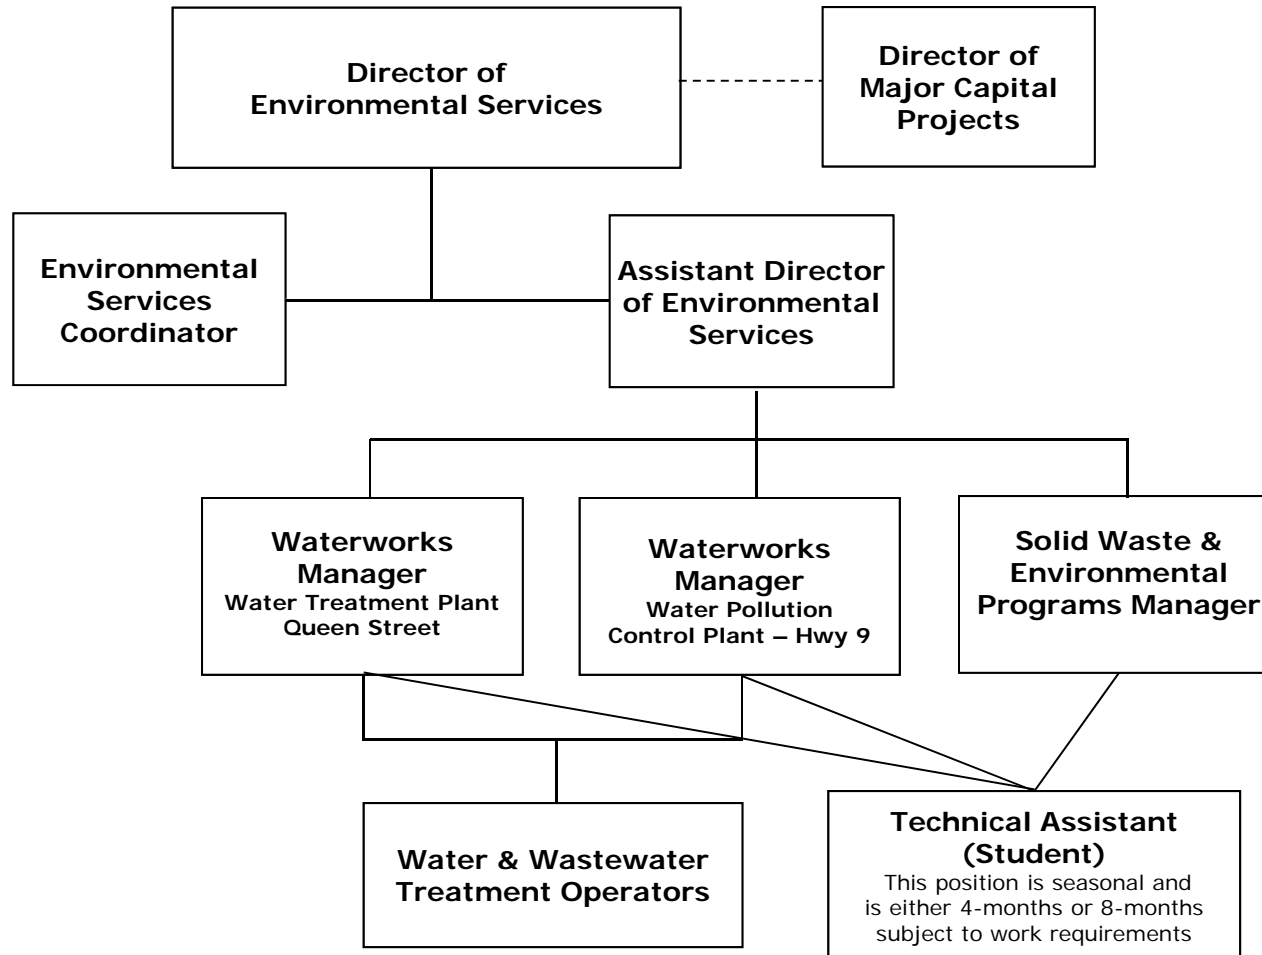 Director of
Environmental Services
Director of
Major Capital
Projects
Environmental
Services
Coordinator
Assistant Director
of Environmental
Services
Waterworks
Manager
Water Treatment Plant
Queen Street
Waterworks
Manager
Water Pollution
Control Plant – Hwy 9
Solid Waste &
Environmental
Programs Manager
Water & Wastewater
Treatment Operators
Technical Assistant
(Student)
This position is seasonal and
is either 4-months or 8-months
subject to work requirements